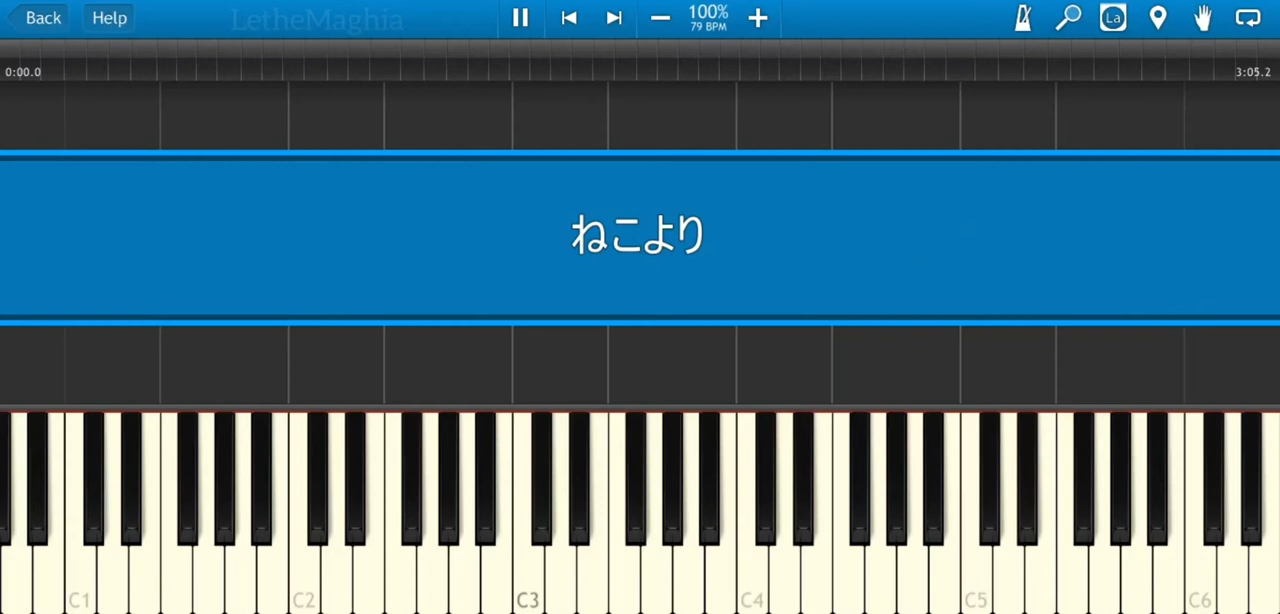 Back Help LetheMaghia 100% La
79 BPM
0:00.0 3:05.2
ねこより
C1 C2 C3 C4 C5 C6